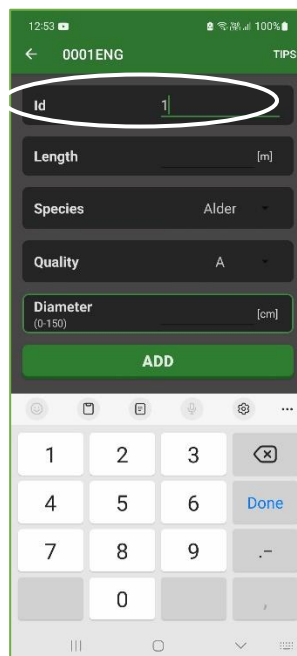 12:53 100%
← 0001ENG TIPS
Id 1
Length [m]
Species Alder
Quality A
Diameter [cm]
(0-150)
ADD
1 2 3
4 5 6 Done
7 8 9 .-
0 ,